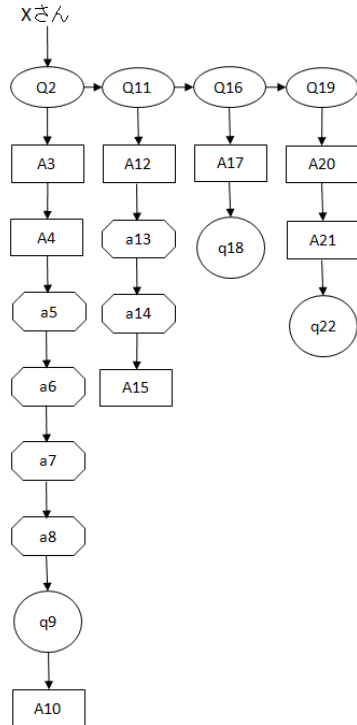 Xさん
Q2 Q11 Q16 Q19
A3 A12 A17 A20
A4 a13 q18 A21
a5 a14 q22
a6 A15
a7
a8
q9
A10